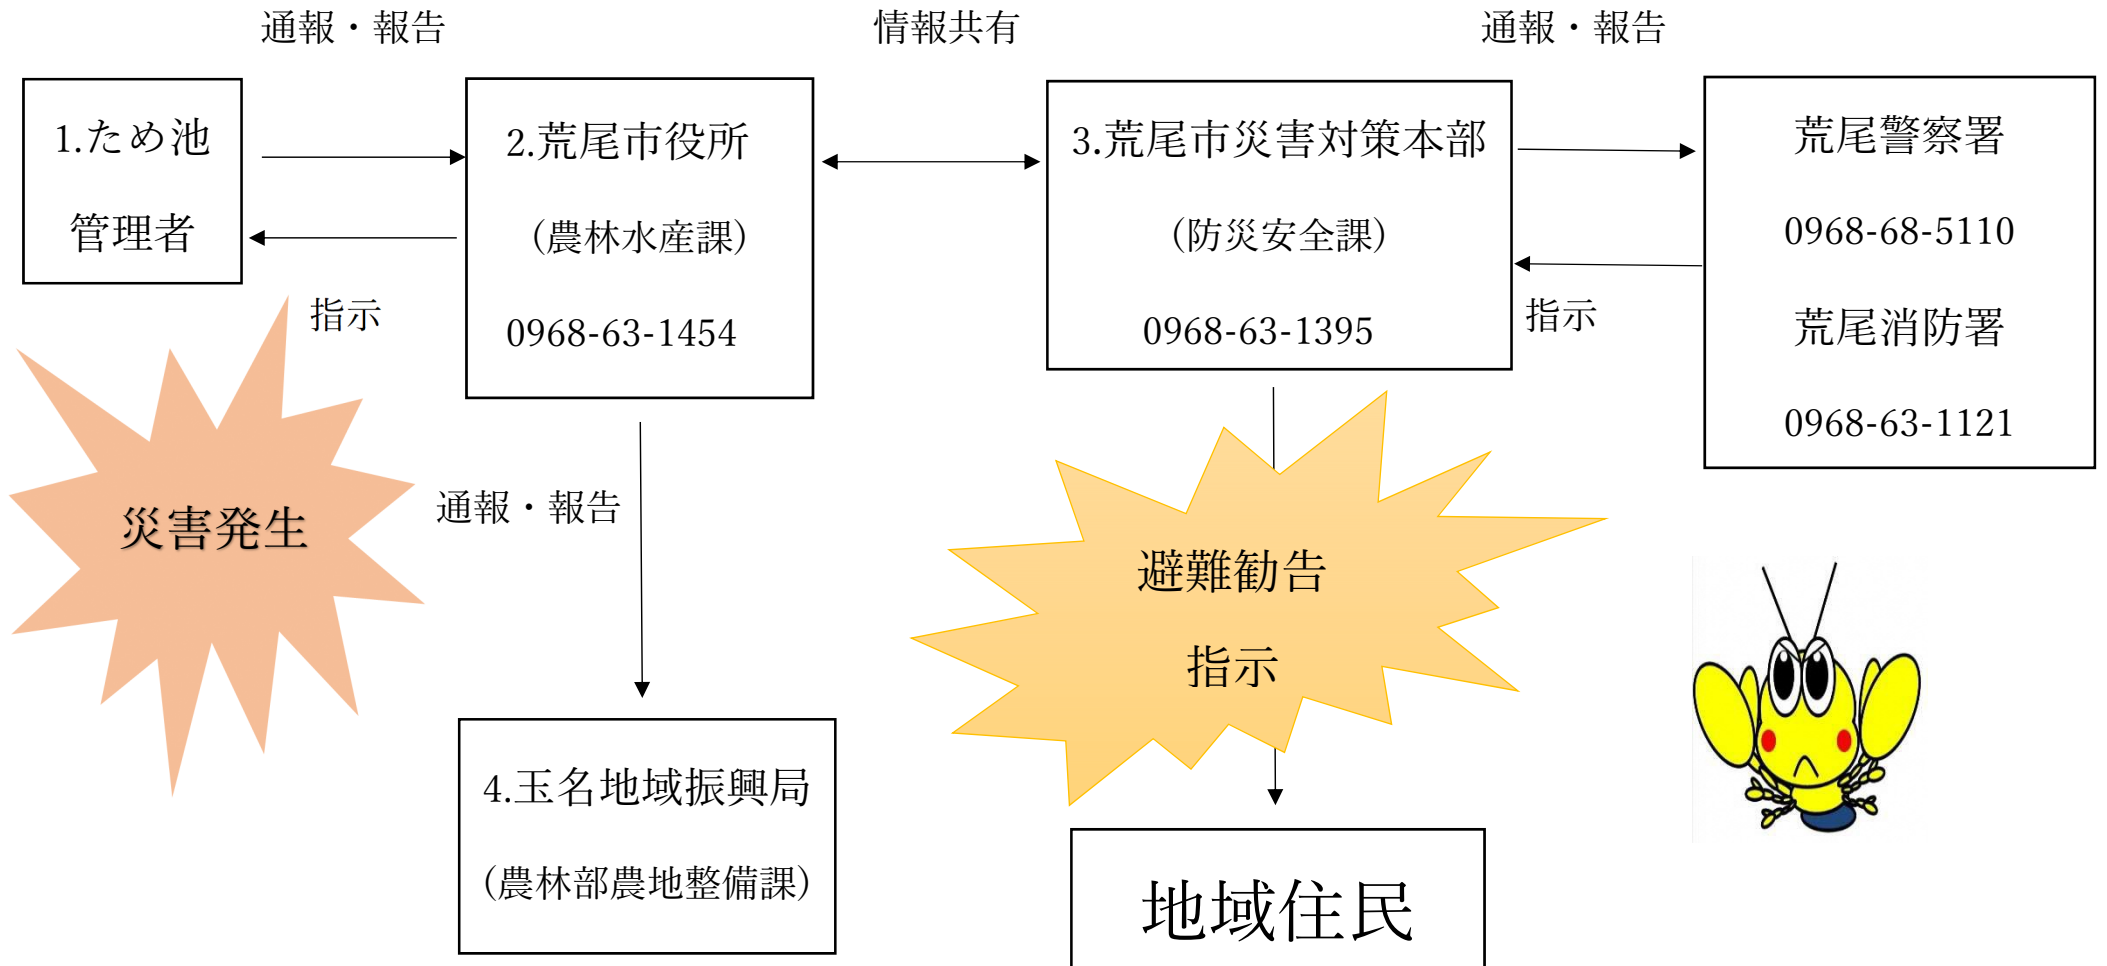 通報・報告
情報共有
通報・報告
1.ため池
管理者
2.荒尾市役所
(農林水産課)
0968-63-1454
3.荒尾市災害対策本部
(防災安全課)
0968-63-1395
荒尾警察署
0968-68-5110
荒尾消防署
0968-63-1121
指示
指示
災害発生
通報・報告
避難勧告
指示
4.玉名地域振興局
(農林部農地整備課)
地域住民